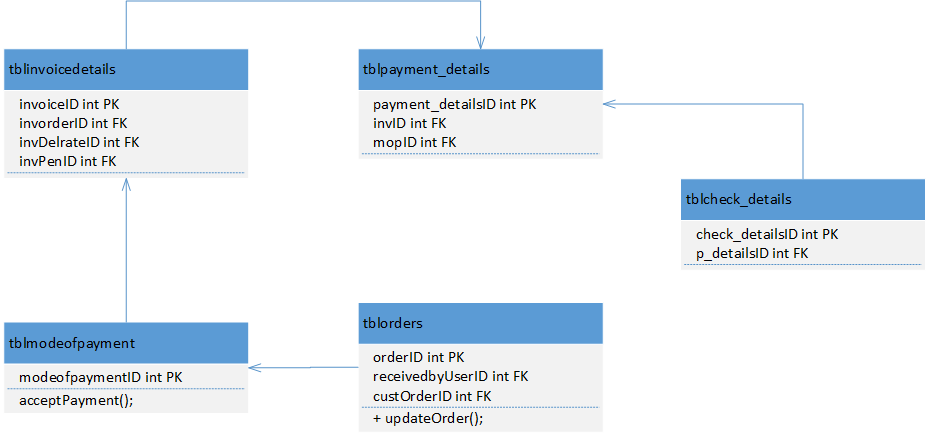 tblinvoicedetails
invoiceID int PK
invorderID int FK
invDelrateID int FK
invPenID int FK
tblpayment_details
payment_detailsID int PK
invID int FK
mopID int FK
tblcheck_details
check_detailsID int PK
p_detailsID int FK
tblmodeofpayment
modeofpaymentID int PK
acceptPayment();
tblorders
orderID int PK
receivedbyUserID int FK
custOrderID int FK
+ updateOrder();